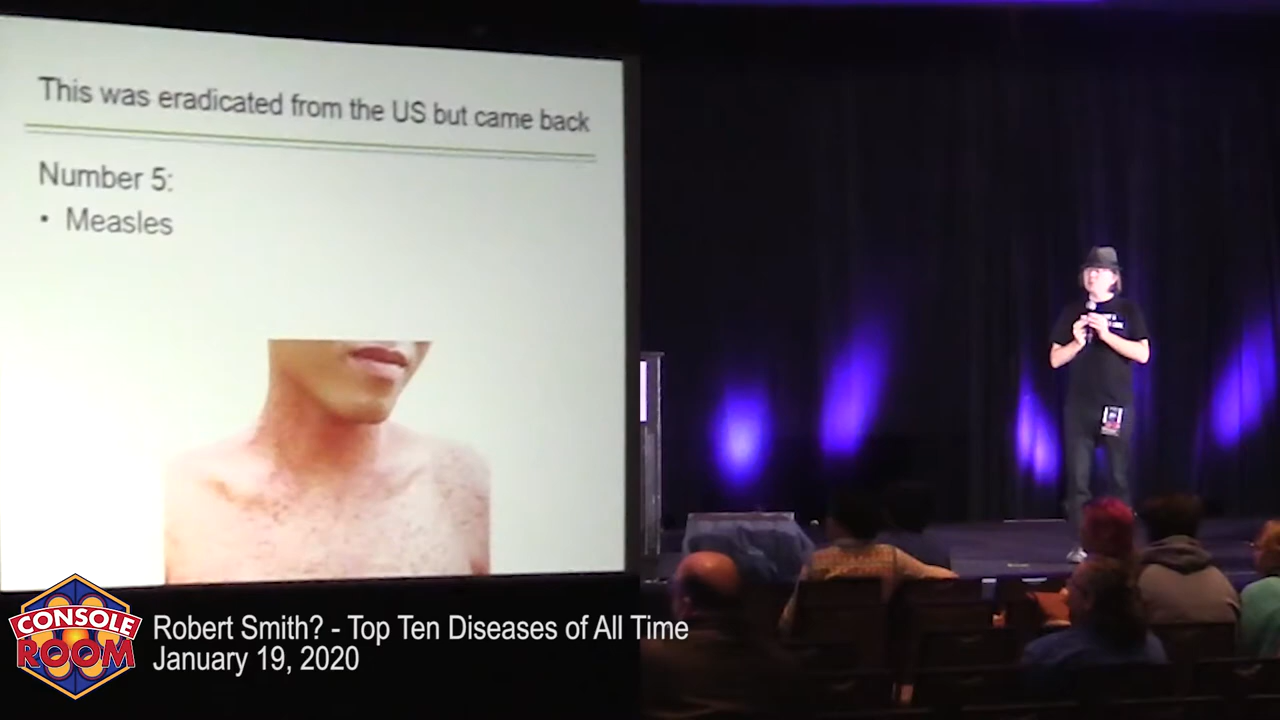 This was eradicated from the US but came back
Number 5:
• Measles
CONSOLE
ROOM
Robert Smith? - Top Ten Diseases of All Time
January 19, 2020